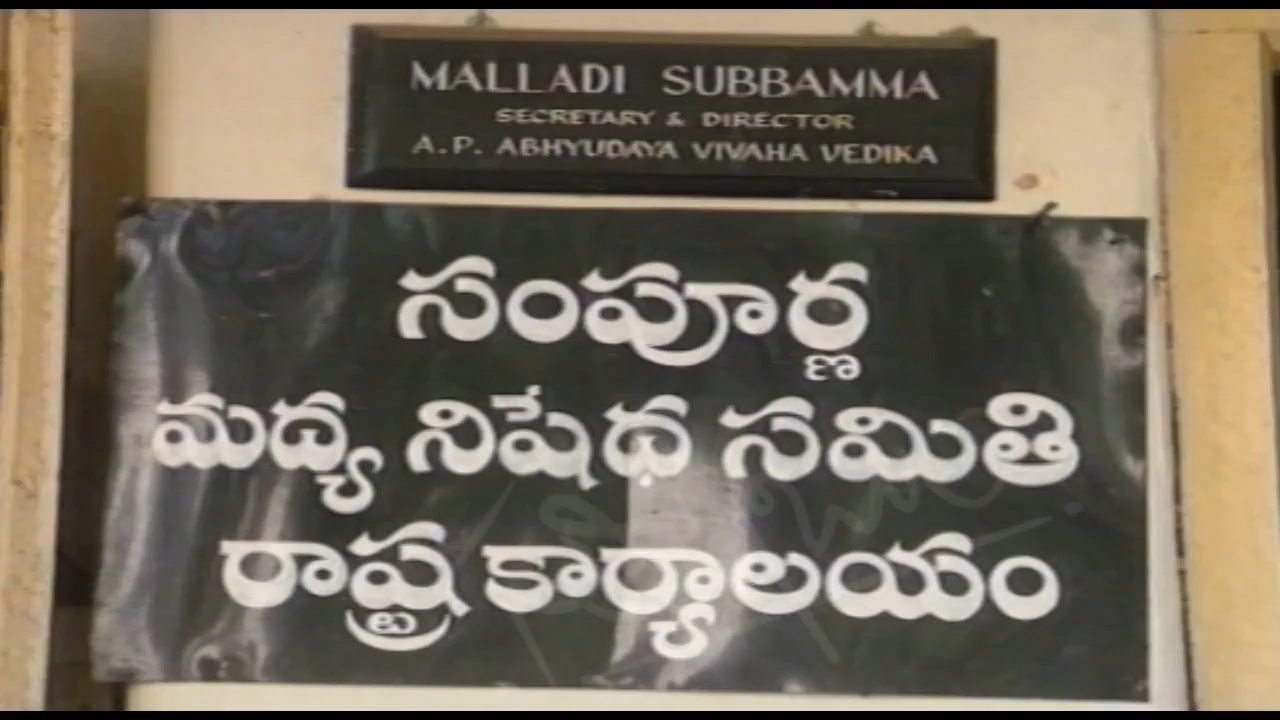 MALLADI SUBBAMMA
SECRETARY & DIRECTOR
A.P. ABHYUDAYA VIVAHA VEDIKA
సంపూర్ణ
మద్య నిషేధ సమితి
రాష్ట్ర కార్యాలయం